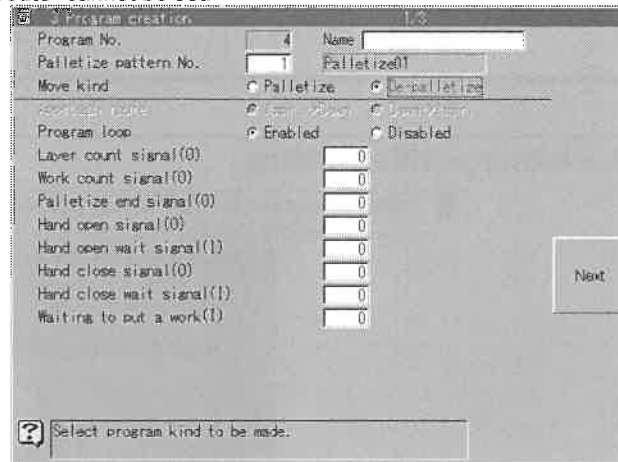 3 Program creation 1/3
Program No. 4 Name
Palletize pattern No. 1 Palletize01
Move kind Palletize De-palletize
Program loop Enabled Disabled
Layer count signal(O) 0
Work count signal(O) 0
Palletize end signal(O) 0
Hand open signal(O) 0
Hand open wait signal(I) 0
Hand close signal(O) 0
Hand close wait signal(I) 0
Waiting to put a work(I) 0
Next
Select program kind to be made.